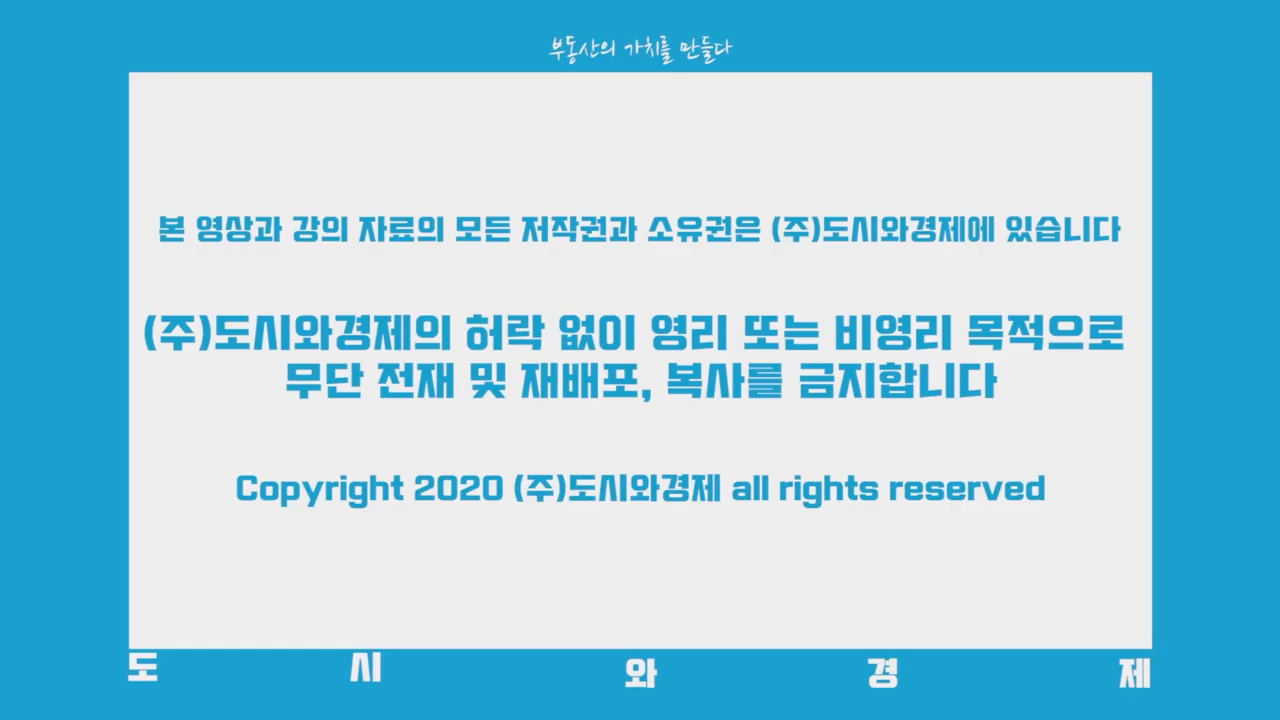 부동산의 가치를 만들다
본 영상과 강의 자료의 모든 저작권과 소유권은 (주)도시와경제에 있습니다
(주)도시와경제의 허락 없이 영리 또는 비영리 목적으로
무단 전재 및 재배포, 복사를 금지합니다
Copyright 2020 (주)도시와경제 all rights reserved
도 시 와 경 제